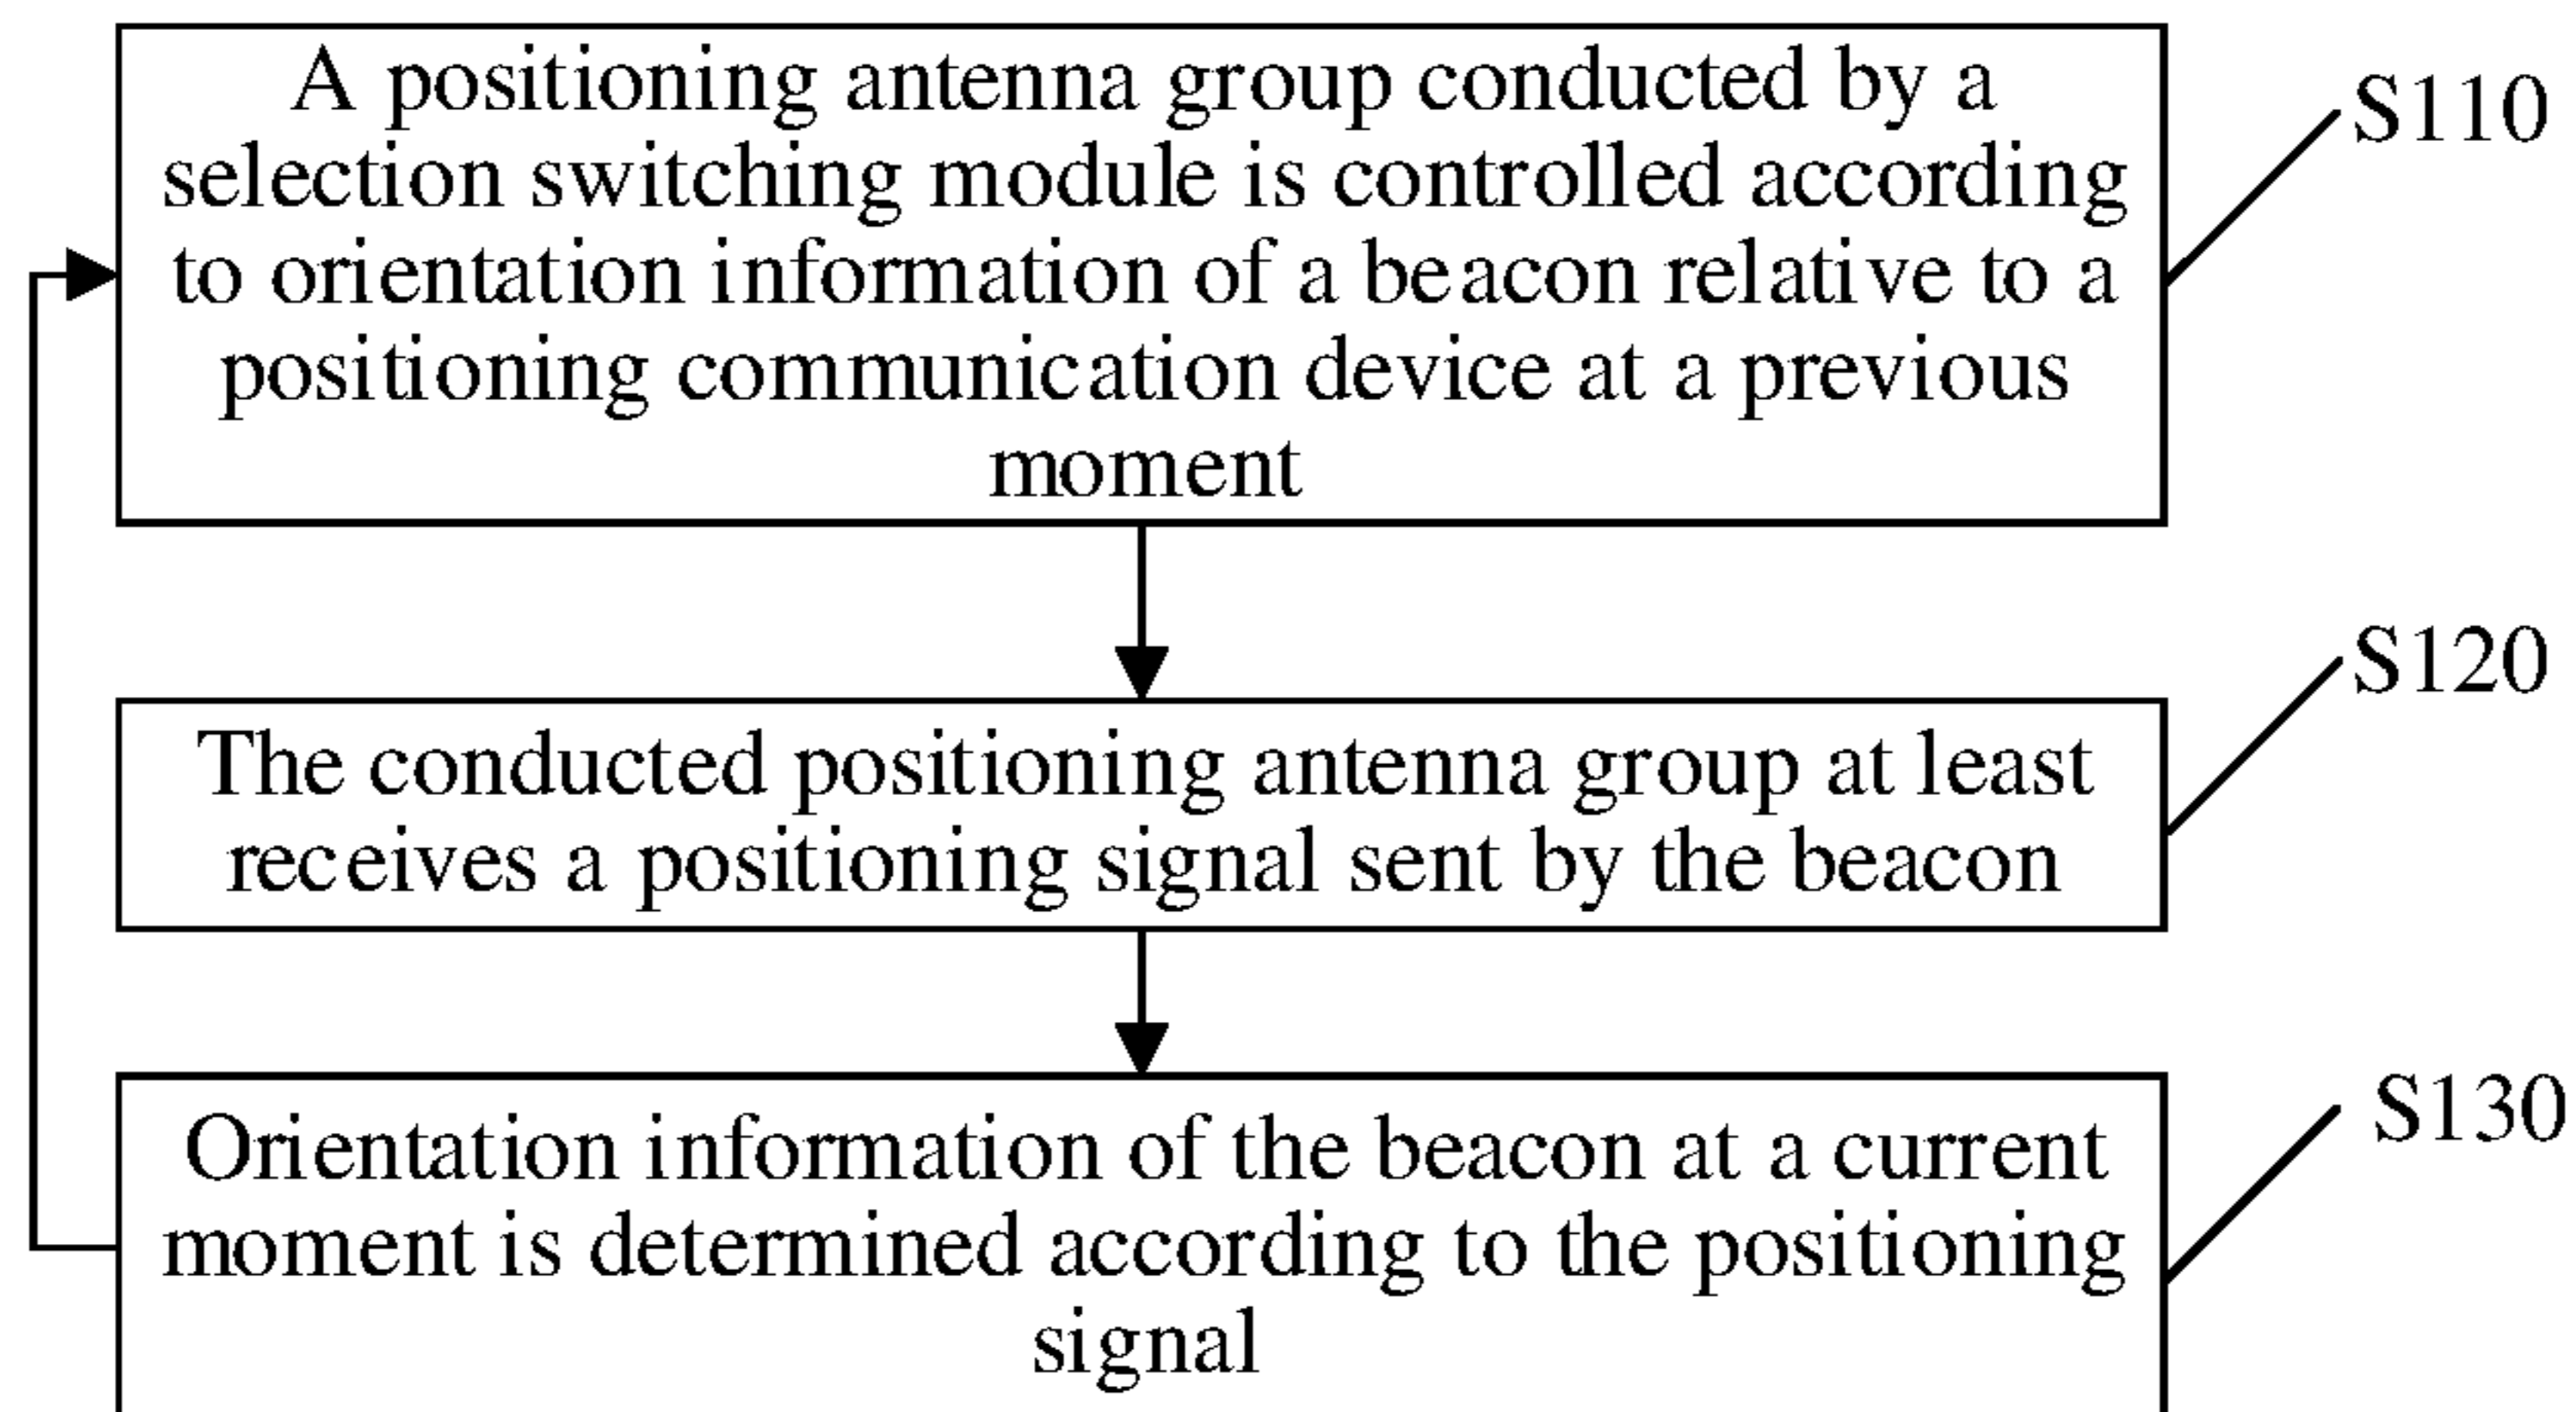 A positioning antenna group conducted by a
selection switching module is controlled according
to orientation information of a beacon relative to a
positioning communication device at a previous
moment
S110
The conducted positioning antenna group at least
receives a positioning signal sent by the beacon
S120
Orientation information of the beacon at a current
moment is determined according to the positioning
signal
S130